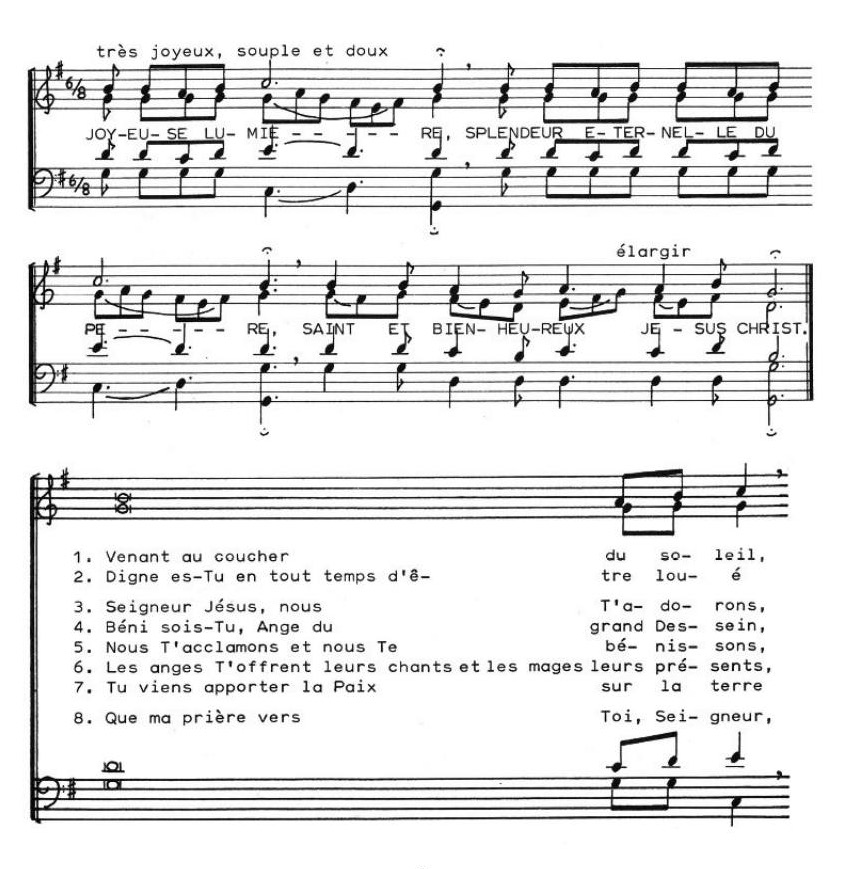 très joyeux, souple et doux
6/8
JOY-EU-SE LU-MIE - - - - - RE, SPLENDEUR E-TER-NEL-LE DU
6/8
élargir
PE - - - - - RE, SAINT ET BIEN-HEU-REUX JE - SUS CHRIST.
1. Venant au coucher du so- leil,
2. Digne es-Tu en tout temps d'ê- tre lou- é
3. Seigneur Jésus, nous T'a- do- rons,
4. Béni sois-Tu, Ange du grand Des- sein,
5. Nous T'acclamons et nous Te bé- nis- sons,
6. Les anges T'offrent leurs chants et les mages leurs pré- sents,
7. Tu viens apporter la Paix sur la terre
8. Que ma prière vers Toi, Sei- gneur,